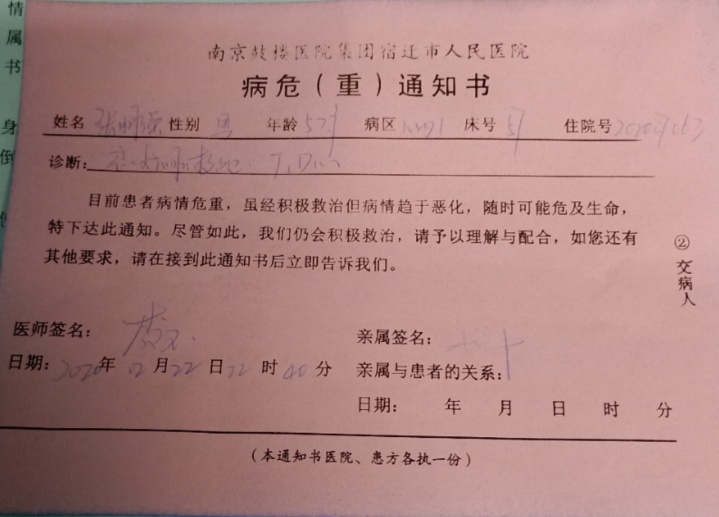 情
属
书
身
倒
南京鼓楼医院集团宿迁市人民医院
病危（重）通知书
姓名 张明 性别 男 年龄 57岁 病区 床号 5 住院号
诊断：
目前患者病情危重，虽经积极救治但病情趋于恶化，随时可能危及生命，
特下达此通知。尽管如此，我们仍会积极救治，请予以理解与配合，如您还有
其他要求，请在接到此通知书后立即告诉我们。
②交病人
医师签名：
日期：2020年12月22日22时40分
亲属签名：
亲属与患者的关系：
日期： 年 月 日 时 分
（本通知书医院、患方各执一份）